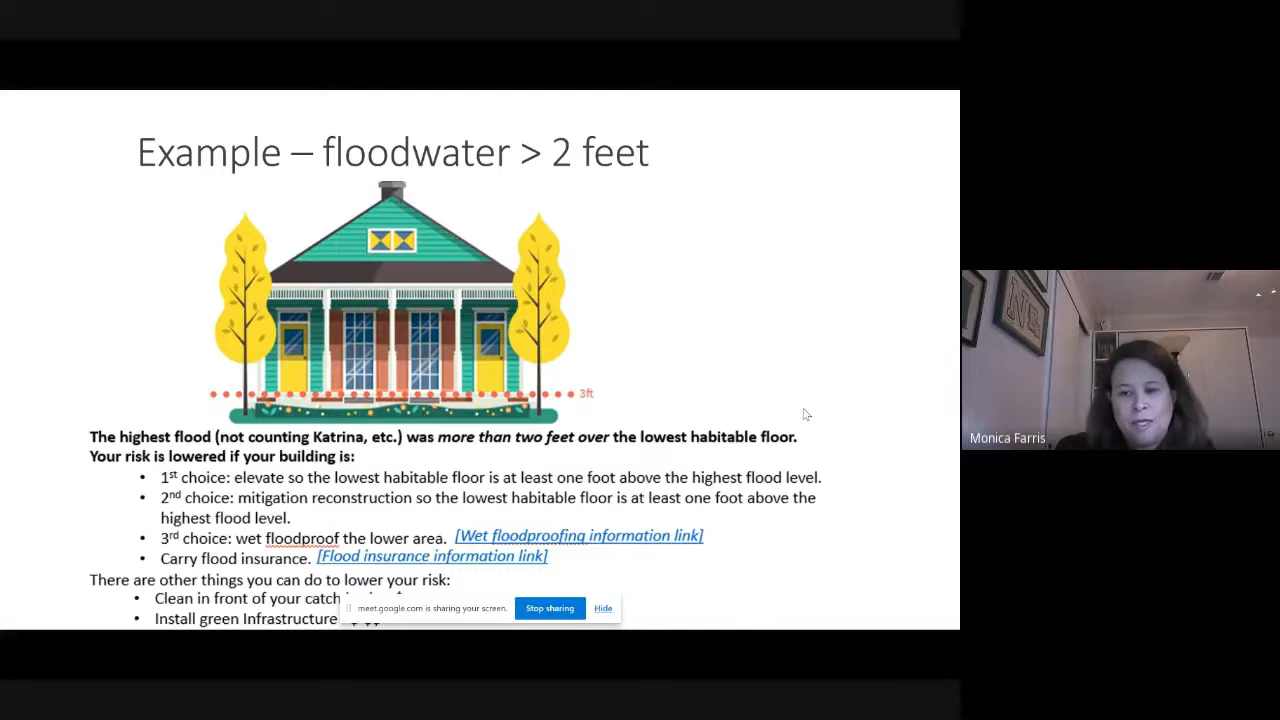 Example – floodwater > 2 feet
3ft
The highest flood (not counting Katrina, etc.) was more than two feet over the lowest habitable floor.
Your risk is lowered if your building is:
• 1st choice: elevate so the lowest habitable floor is at least one foot above the highest flood level.
• 2nd choice: mitigation reconstruction so the lowest habitable floor is at least one foot above the
highest flood level.
• 3rd choice: wet floodproof the lower area. [Wet floodproofing information link]
• Carry flood insurance. [Flood insurance information link]
There are other things you can do to lower your risk:
• Clean in front of your catch
• Install green Infrastructure
meet.google.com is sharing your screen. Stop sharing Hide
Monica Farris